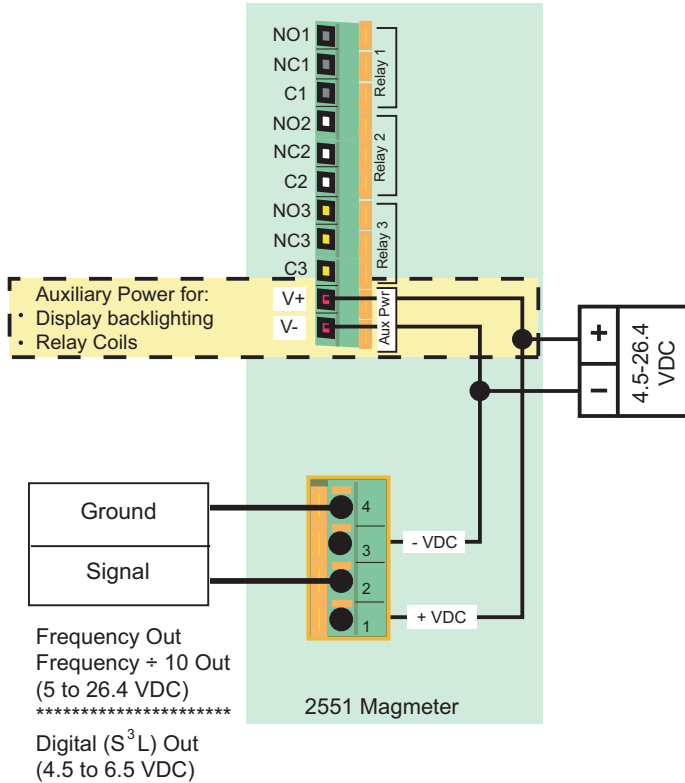 NO1
NC1
C1
Relay 1
NO2
NC2
C2
Relay 2
NO3
NC3
C3
Relay 3
Auxiliary Power for:
· Display backlighting
· Relay Coils
V+
V-
Aux Pwr
+
−
4.5-26.4
VDC
Ground
Signal
4
3
2
1
- VDC
+ VDC
Frequency Out
Frequency ÷ 10 Out
(5 to 26.4 VDC)
**********************
Digital (S³L) Out
(4.5 to 6.5 VDC)
2551 Magmeter